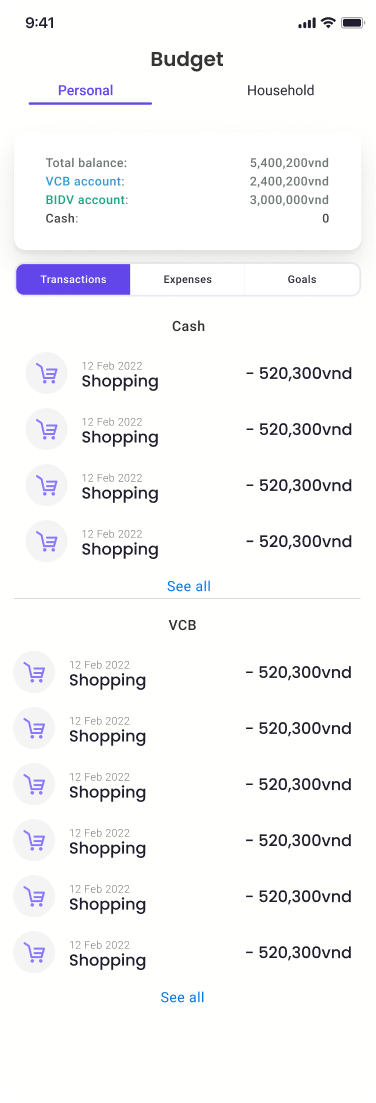 9:41
Budget
Personal Household
Total balance: 5,400,200vnd
VCB account: 2,400,200vnd
BIDV account: 3,000,000vnd
Cash: 0
Transactions Expenses Goals
Cash
12 Feb 2022
Shopping - 520,300vnd
12 Feb 2022
Shopping - 520,300vnd
12 Feb 2022
Shopping - 520,300vnd
12 Feb 2022
Shopping - 520,300vnd
See all
VCB
12 Feb 2022
Shopping - 520,300vnd
12 Feb 2022
Shopping - 520,300vnd
12 Feb 2022
Shopping - 520,300vnd
12 Feb 2022
Shopping - 520,300vnd
12 Feb 2022
Shopping - 520,300vnd
12 Feb 2022
Shopping - 520,300vnd
See all